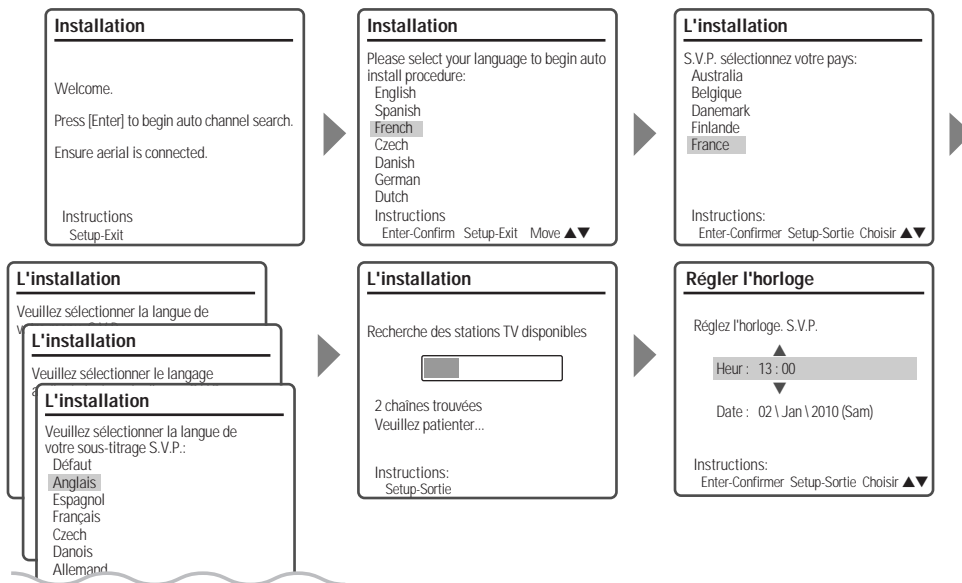 Installation
Welcome.
Press [Enter] to begin auto channel search.
Ensure aerial is connected.
Instructions
Setup-Exit
Installation
Please select your language to begin auto
install procedure:
English
Spanish
French
Czech
Danish
German
Dutch
Instructions
Enter-Confirm Setup-Exit Move ▲▼
L'installation
S.V.P. sélectionnez votre pays:
Australia
Belgique
Danemark
Finlande
France
Instructions:
Enter-Confirmer Setup-Sortie Choisir ▲▼
L'installation
Veuillez sélectionner la langue de
L'installation
Veuillez sélectionner le langage
L'installation
Veuillez sélectionner la langue de
votre sous-titrage S.V.P.:
Défaut
Anglais
Espagnol
Français
Czech
Danois
Allemand
L'installation
Recherche des stations TV disponibles
2 chaînes trouvées
Veuillez patienter...
Instructions:
Setup-Sortie
Régler l'horloge
Réglez l'horloge. S.V.P.
▲
Heur : 13 : 00
▼
Date : 02 \ Jan \ 2010 (Sam)
Instructions:
Enter-Confirmer Setup-Sortie Choisir ▲▼